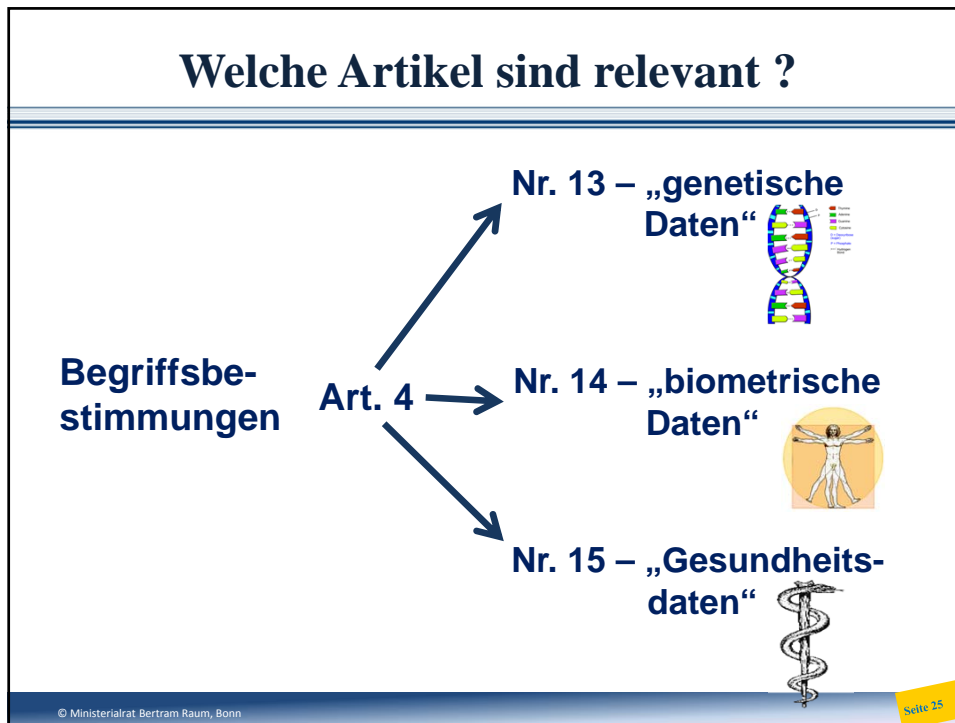 Welche Artikel sind relevant ?
Nr. 13 – „genetische
Daten“
Begriffsbe-
stimmungen
Art. 4
Nr. 14 – „biometrische
Daten“
Nr. 15 – „Gesundheits-
daten“
© Ministerialrat Bertram Raum, Bonn
Seite 25